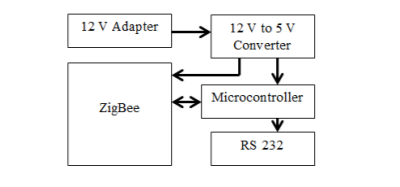 12 V Adapter
12 V to 5 V
Converter
ZigBee
Microcontroller
RS 232